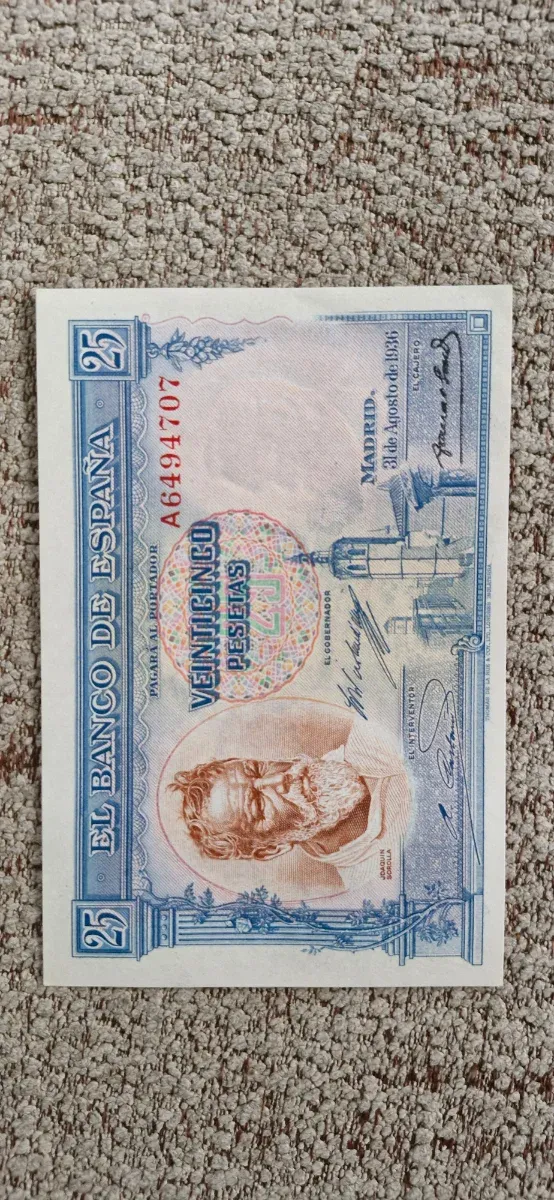 25 EL BANCO DE ESPAÑA 25
PAGARÁ AL PORTADOR
A6494707
VEINTICINCO
PESETAS
25
MADRID.
31 de Agosto de 1936
EL GOBERNADOR
EL CAJERO
EL INTERVENTOR
JOAQUIN
SOROLLA